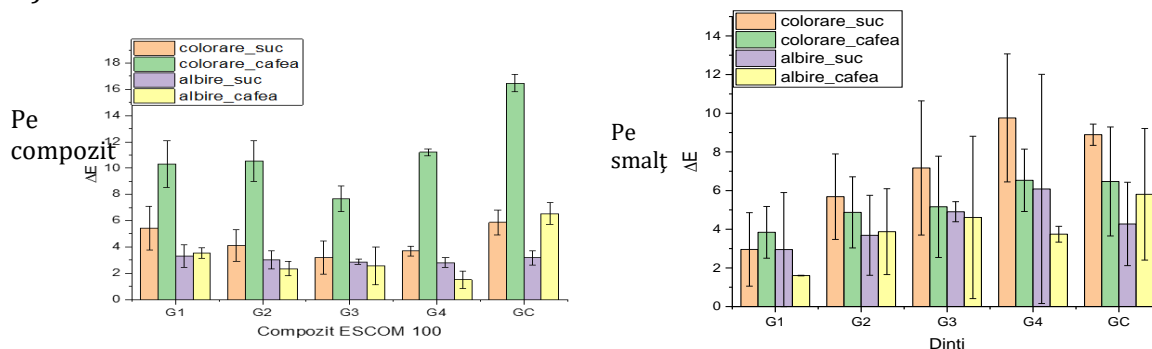 Pe
compozit
ΔE
18
16
14
12
10
8
6
4
2
0
colorare_suc
colorare_cafea
albire_suc
albire_cafea
G1 G2 G3 G4 GC
Compozit ESCOM 100
Pe
smalț
ΔE
14
12
10
8
6
4
2
0
colorare_suc
colorare_cafea
albire_suc
albire_cafea
G1 G2 G3 G4 GC
Dinti